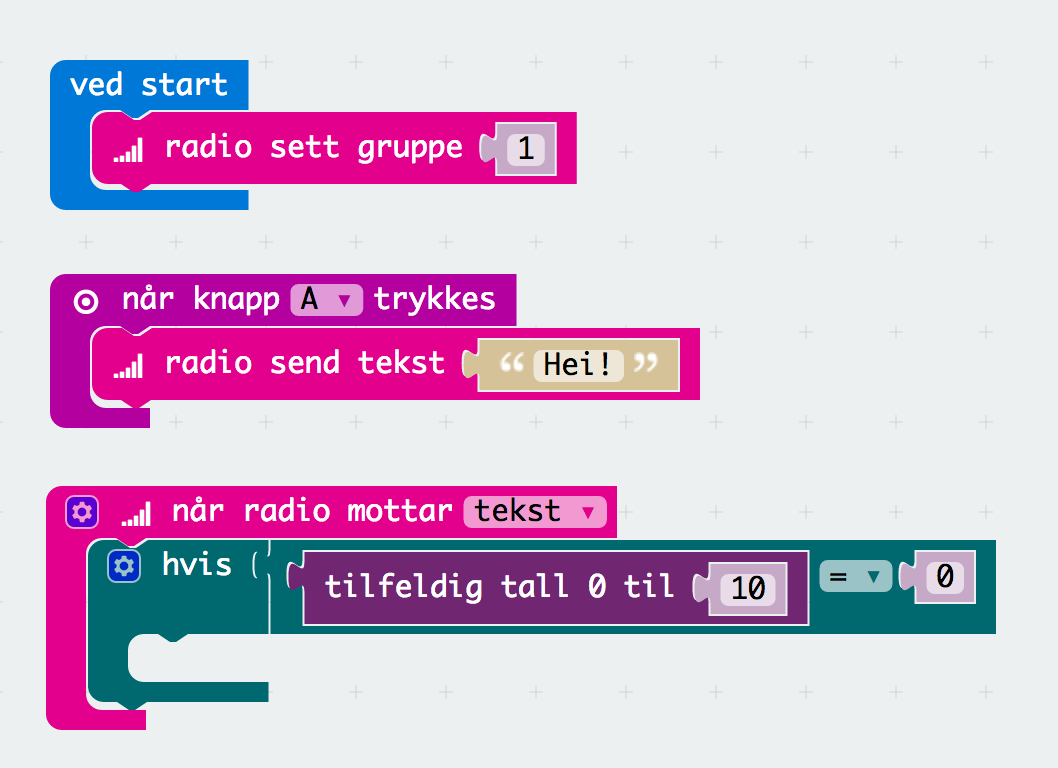 ved start
radio sett gruppe 1
når knapp A ▼ trykkes
radio send tekst “ Hei! ”
når radio mottar tekst ▼
hvis tilfeldig tall 0 til 10 = ▼ 0